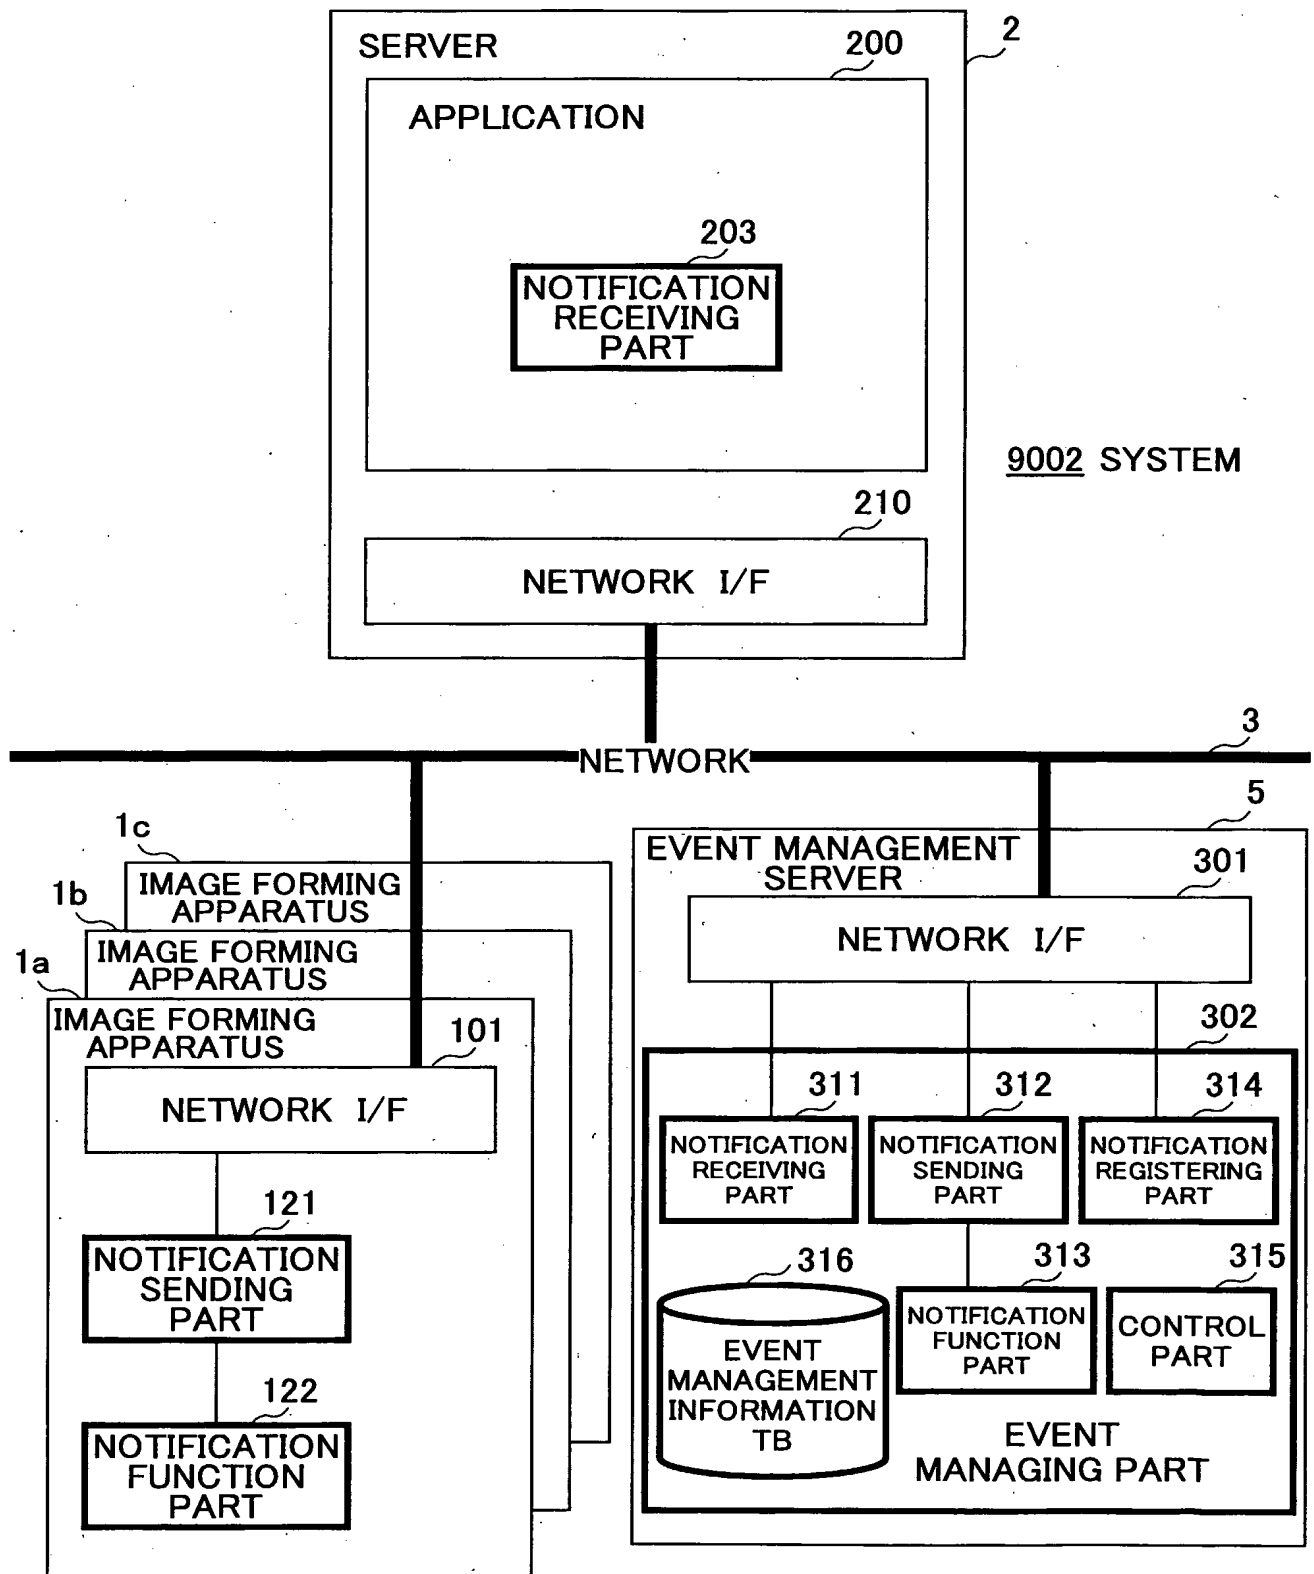 2
SERVER
200
APPLICATION
203
NOTIFICATION
RECEIVING
PART
9002 SYSTEM
210
NETWORK I/F
3
NETWORK
5
1c
IMAGE FORMING
APPARATUS
1b
IMAGE FORMING
APPARATUS
1a
IMAGE FORMING
APPARATUS
101
NETWORK I/F
121
NOTIFICATION
SENDING
PART
122
NOTIFICATION
FUNCTION
PART
EVENT MANAGEMENT
SERVER
301
NETWORK I/F
302
311
NOTIFICATION
RECEIVING
PART
312
NOTIFICATION
SENDING
PART
314
NOTIFICATION
REGISTERING
PART
316
EVENT
MANAGEMENT
INFORMATION
TB
313
NOTIFICATION
FUNCTION
PART
315
CONTROL
PART
EVENT
MANAGING PART